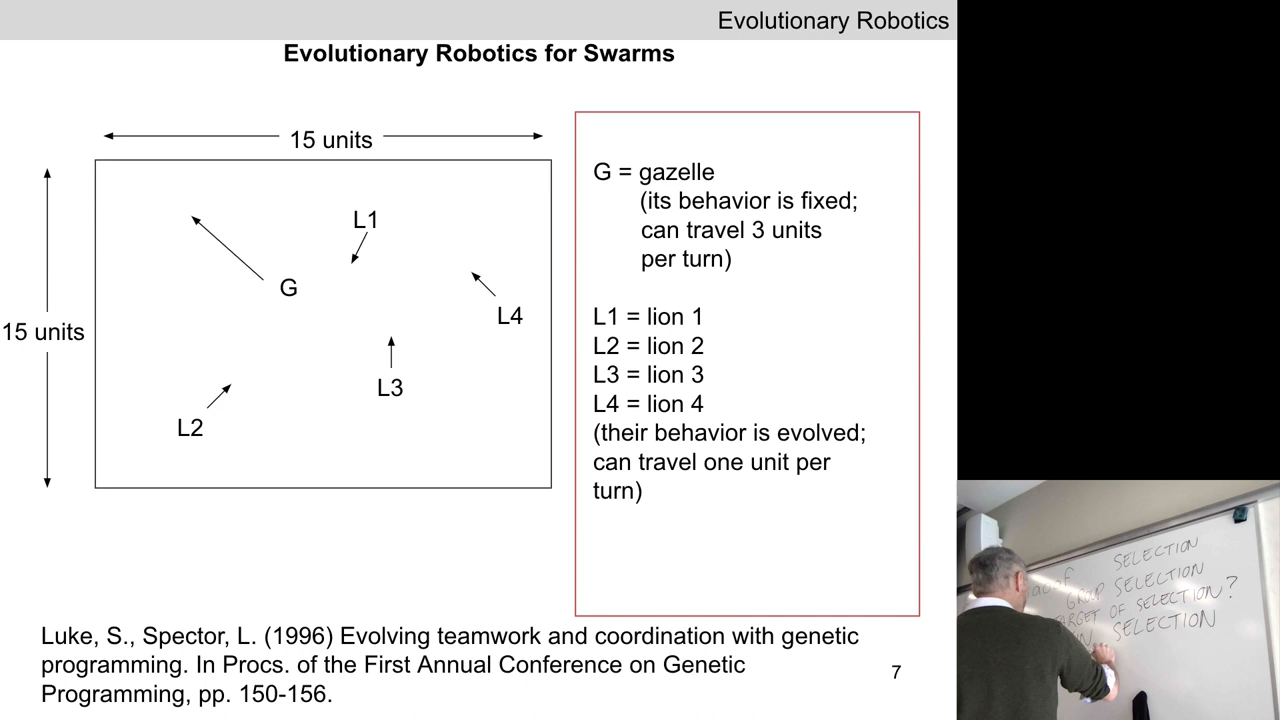 Evolutionary Robotics
Evolutionary Robotics for Swarms
15 units
L1
G
L4
15 units
L3
L2
G = gazelle
(its behavior is fixed;
can travel 3 units
per turn)
L1 = lion 1
L2 = lion 2
L3 = lion 3
L4 = lion 4
(their behavior is evolved;
can travel one unit per
turn)
Luke, S., Spector, L. (1996) Evolving teamwork and coordination with genetic
programming. In Procs. of the First Annual Conference on Genetic
Programming, pp. 150-156.
7
SELECTION
GROUP SELECTION
TARGET OF SELECTION?
SELECTION